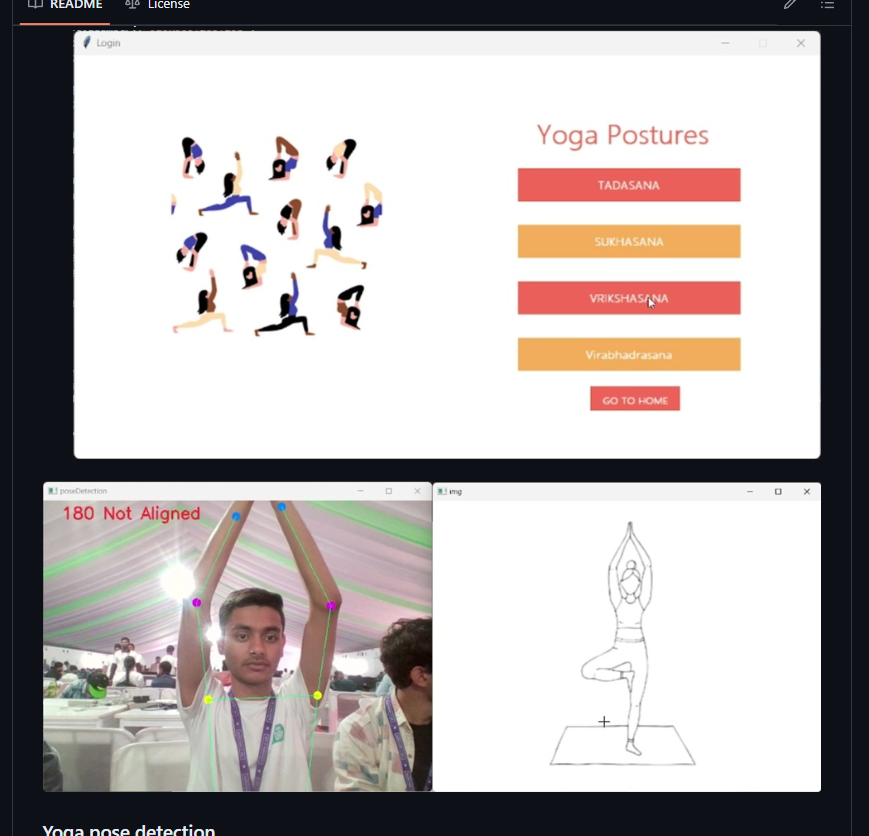 README
License
Login
Yoga Postures
TADASANA
SUKHASANA
VRIKSHASANA
Virabhadrasana
GO TO HOME
poseDetection
img
180 Not Aligned
Yoga pose detection